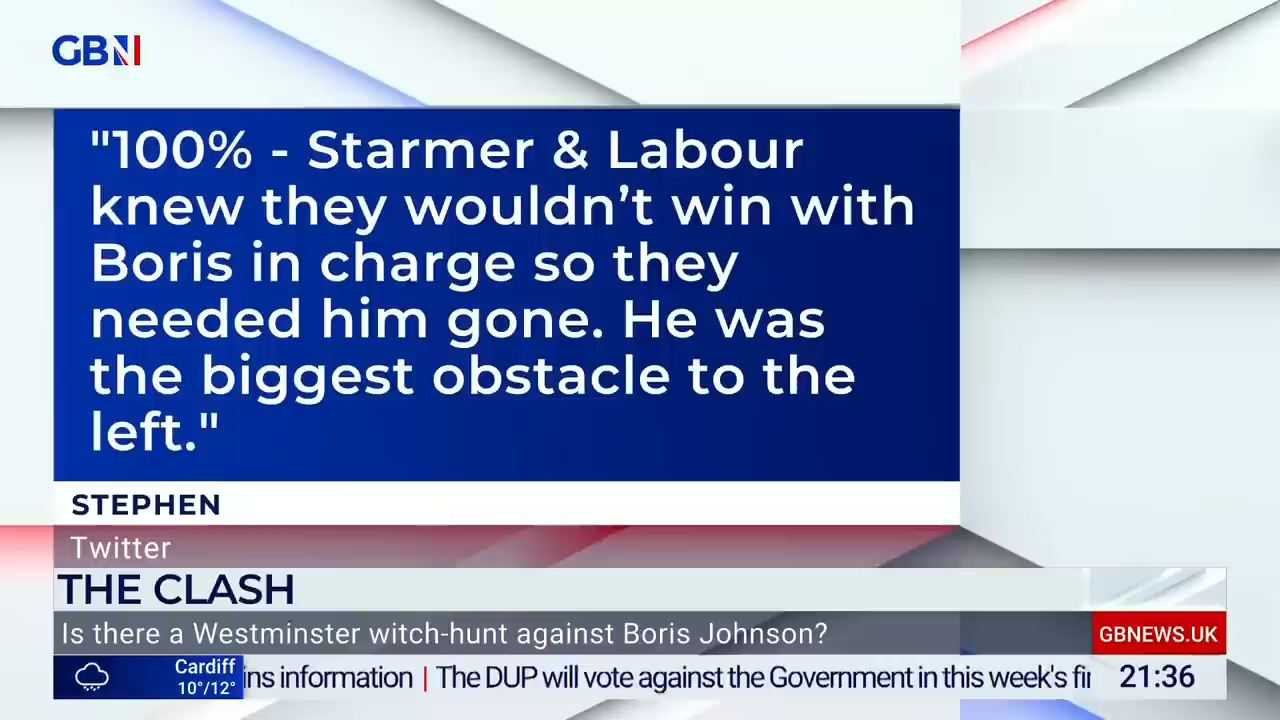 GBN
"100% - Starmer & Labour
knew they wouldn’t win with
Boris in charge so they
needed him gone. He was
the biggest obstacle to the
left."
STEPHEN
Twitter
THE CLASH
Is there a Westminster witch-hunt against Boris Johnson?
GBNEWS.UK
Cardiff
10°/12°
ins information | The DUP will vote against the Government in this week's fi
21:36